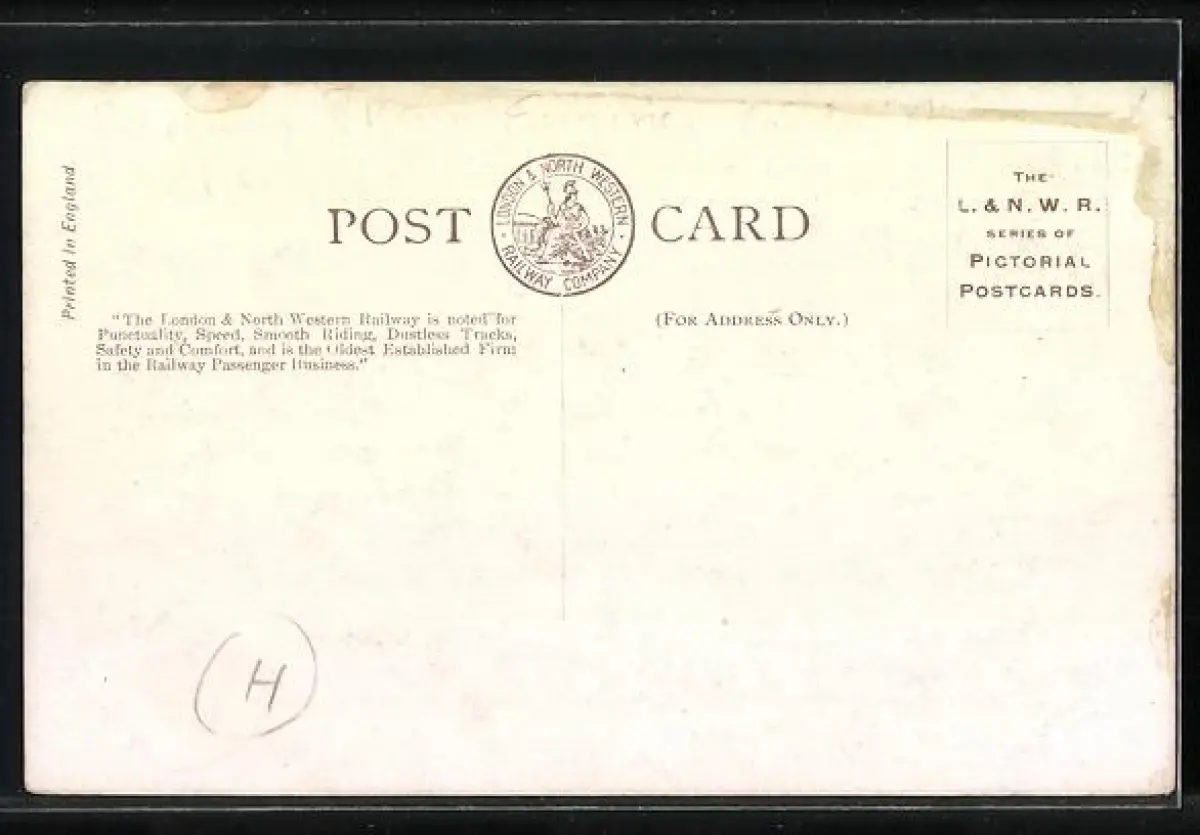 Printed in England.
POST CARD
LONDON & NORTH WESTERN
RAILWAY COMPANY
THE
L. & N. W. R.
SERIES OF
PICTORIAL
POSTCARDS.
"The London & North Western Railway is noted for
Punctuality, Speed, Smooth Riding, Dustless Tracks,
Safety and Comfort, and is the Oldest Established Firm
in the Railway Passenger Business."
(FOR ADDRESS ONLY.)
H